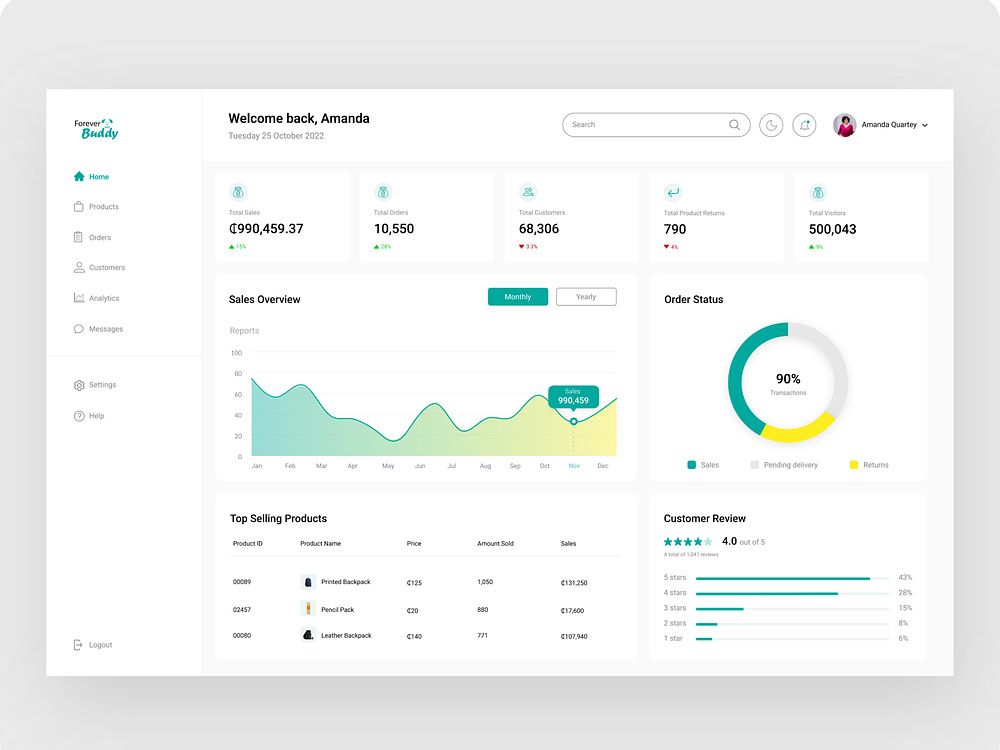 Forever
Buddy
Welcome back, Amanda
Tuesday 25 October 2022
Search
Amanda Quartey
Home
Products
Orders
Customers
Analytics
Messages
Settings
Help
Logout
Total Sales
₵990,459.37
15%
Total Orders
10,550
28%
Total Customers
68,306
3.3%
Total Product Returns
790
4%
Total Visitors
500,043
9%
Sales Overview
Monthly
Yearly
Reports
100
80
60
40
20
0
Sales
990,459
Jan Feb Mar Apr May Jun Jul Aug Sep Oct Nov Dec
Order Status
90%
Transactions
Sales Pending delivery Returns
Top Selling Products
Product ID Product Name Price Amount Sold Sales
00089 Printed Backpack ₵125 1,050 ₵131,250
02457 Pencil Pack ₵20 880 ₵17,600
00080 Leather Backpack ₵140 771 ₵107,940
Customer Review
4.0 out of 5
A total of 1,041 reviews
5 stars 43%
4 stars 28%
3 stars 15%
2 stars 8%
1 star 6%